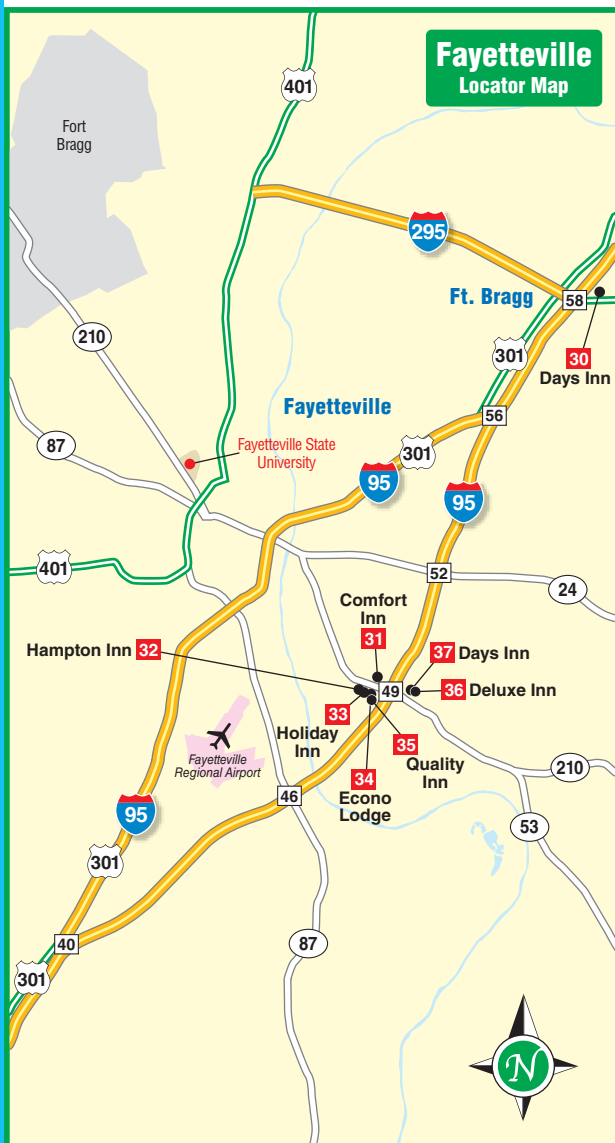 Fayetteville
Locator Map
401
Fort
Bragg
295
Ft. Bragg
58
210
301
30
Days Inn
Fayetteville
56
87
Fayetteville State
University
301
95
95
401
52
24
Comfort
Inn
31
Hampton Inn 32
37 Days Inn
49
36 Deluxe Inn
33
Holiday
Inn
35
Quality
Inn
Fayetteville
Regional Airport
34
Econo
Lodge
210
46
95
53
301
40
87
301
N